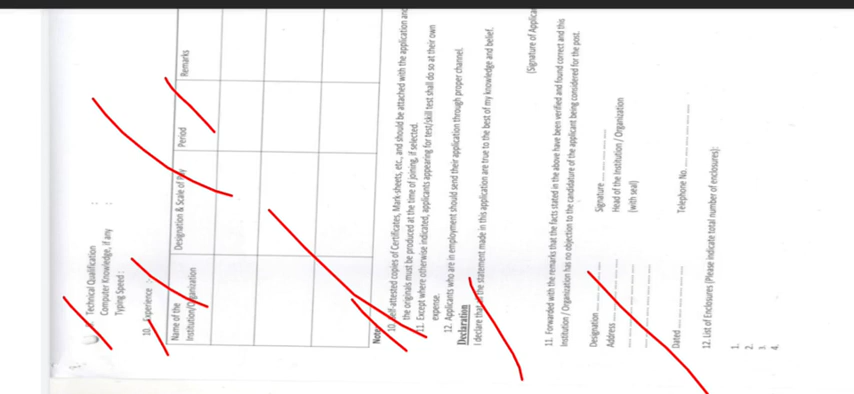 Technical Qualification :
Computer Knowledge, if any :
Typing Speed :
10. Experience :
Name of the Institution/Organization Designation & Scale of Pay Period Remarks
Note
10. Self-attested copies of Certificates, Mark-sheets, etc., and should be attached with the application and
the originals must be produced at the time of joining, if selected.
11. Except where otherwise indicated, applicants appearing for test/skill test shall do so at their own
expense.
12. Applicants who are in employment should send their application through proper channel.
Declaration
I declare that the statement made in this application are true to the best of my knowledge and belief.
(Signature of Applica
11. Forwarded with the remarks that the facts stated in the above have been verified and found correct and this
Institution / Organization has no objection to the candidature of the applicant being considered for the post.
Designation Signature
Address Head of the Institution / Organization
(with seal)
Dated Telephone No.
12. List of Enclosures (Please indicate total number of enclosures):
1.
2.
3.
4.